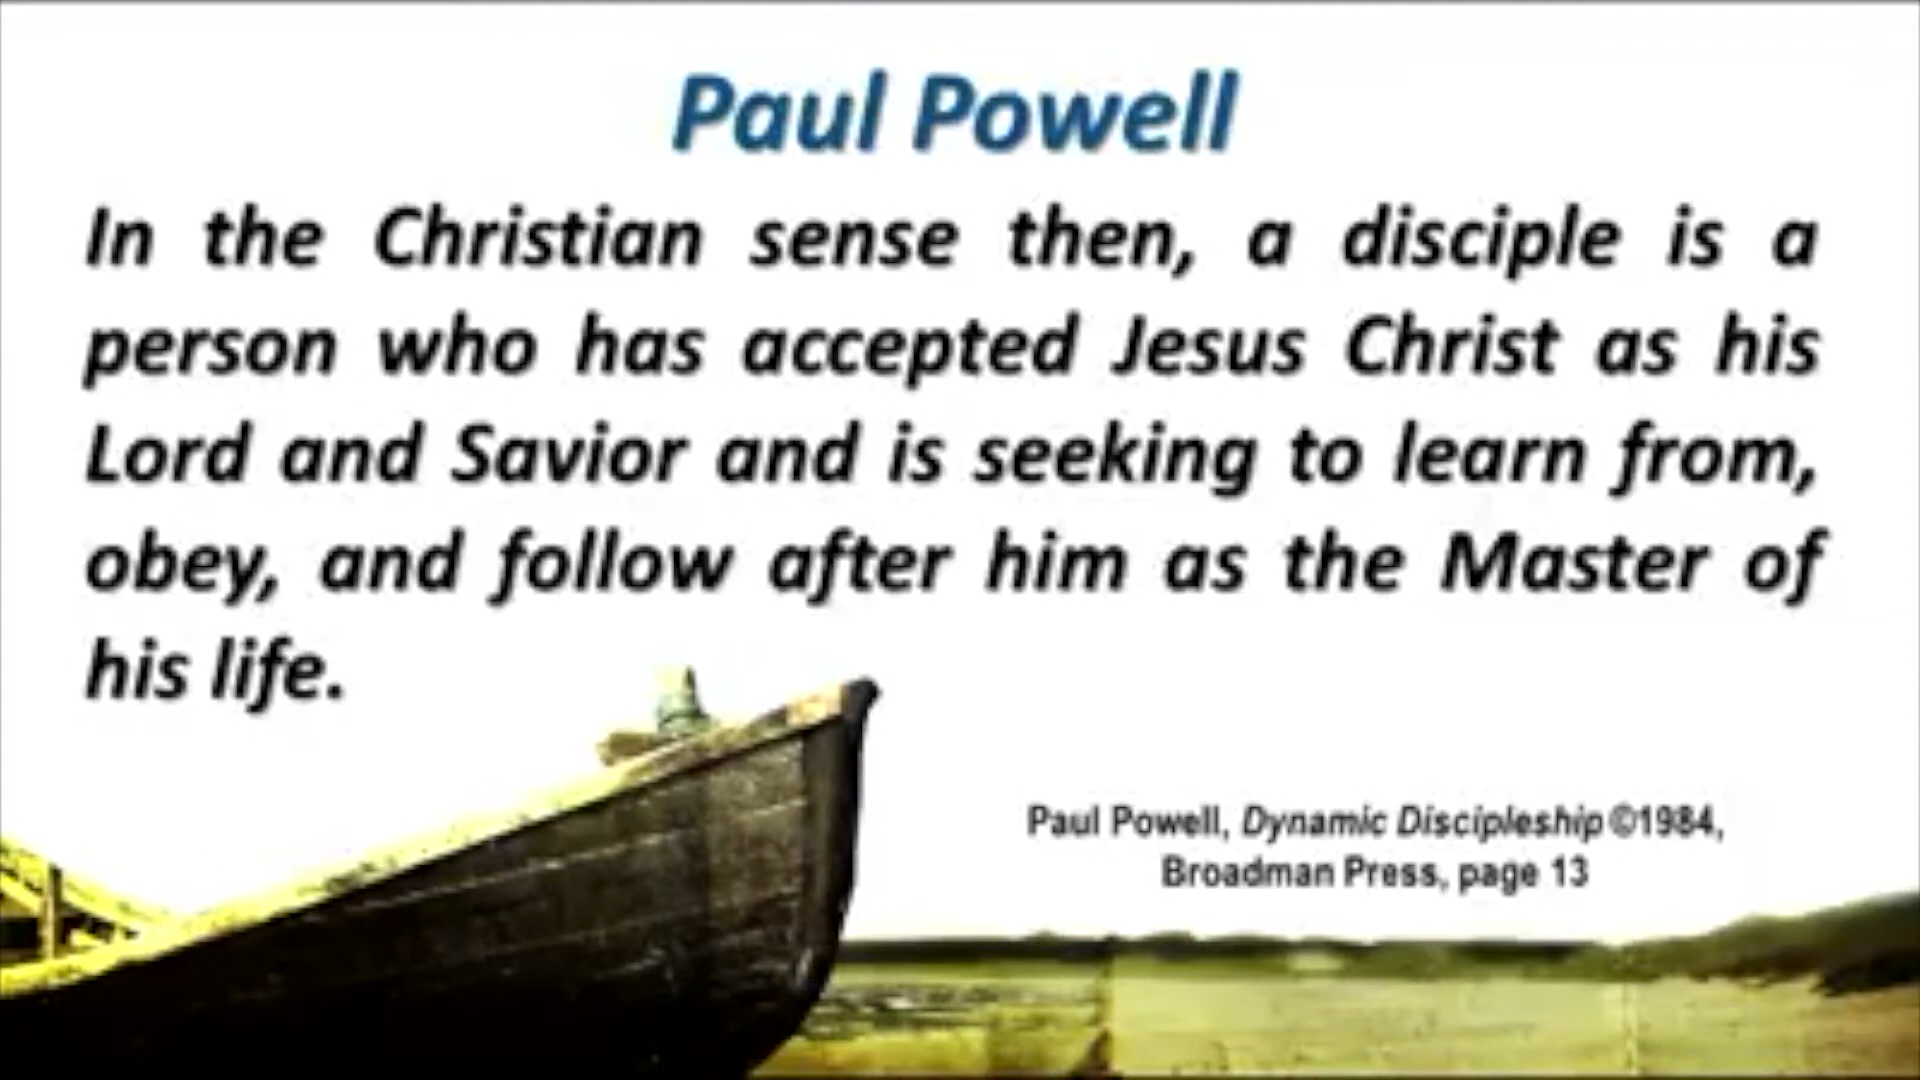 Paul Powell
In the Christian sense then, a disciple is a
person who has accepted Jesus Christ as his
Lord and Savior and is seeking to learn from,
obey, and follow after him as the Master of
his life.
Paul Powell, Dynamic Discipleship ©1984,
Broadman Press, page 13